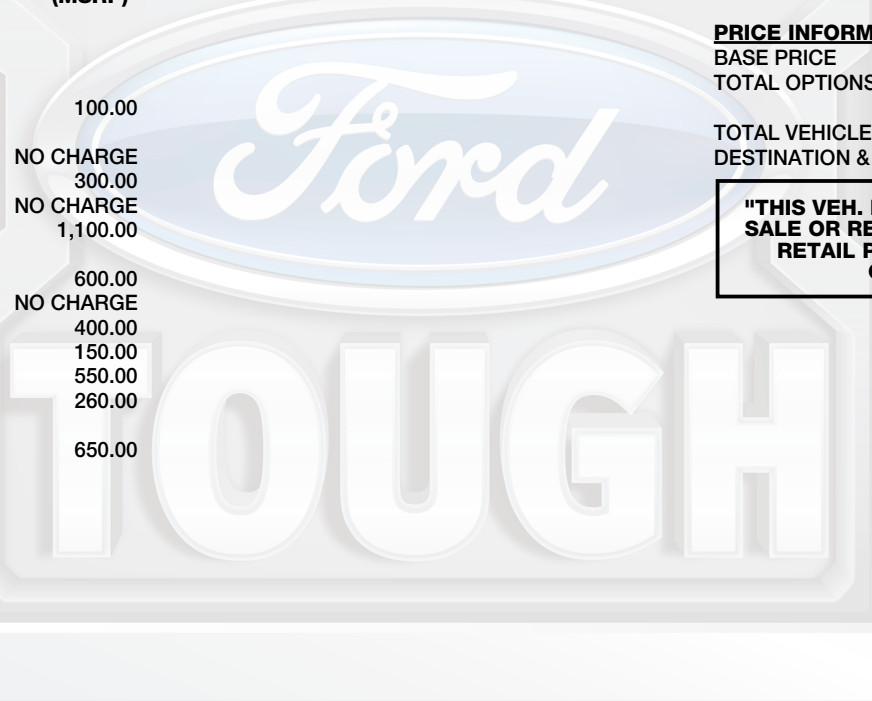 (MSRP)
100.00
NO CHARGE
300.00
NO CHARGE
1,100.00
600.00
NO CHARGE
400.00
150.00
550.00
260.00
650.00
PRICE INFORM
BASE PRICE
TOTAL OPTIONS
TOTAL VEHICLE
DESTINATION &
"THIS VEH.
SALE OR RE
RETAIL P
Ford
TOUGH